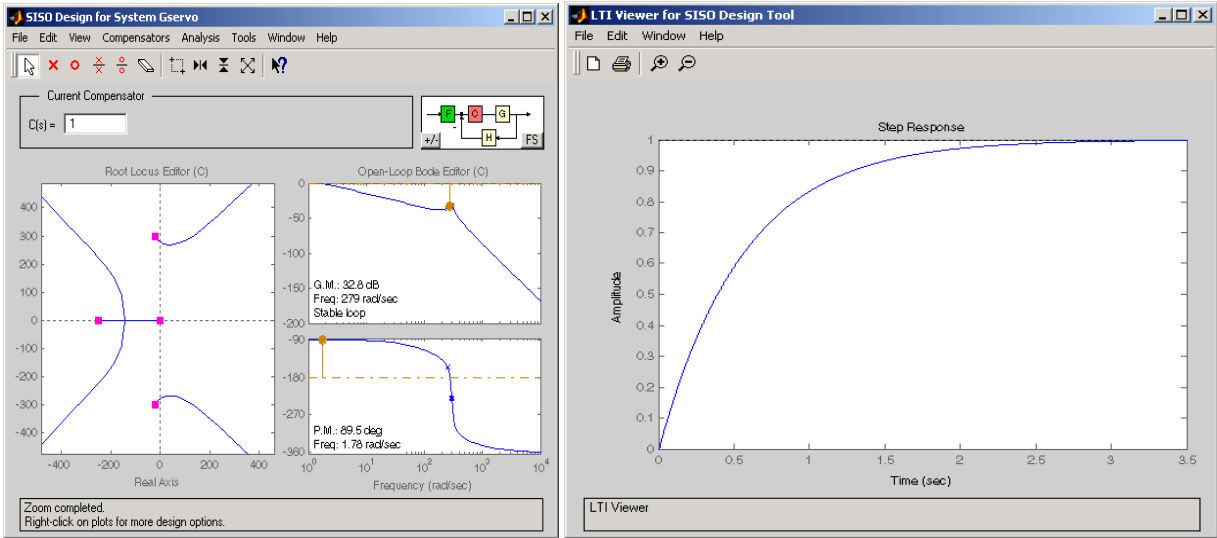 SISO Design for System Gservo
File Edit View Compensators Analysis Tools Window Help
Current Compensator
C(s) = 1
F C G
H
+/-
FS
Root Locus Editor (C)
400
300
200
100
0
-100
-200
-300
-400
-400 -200 0 200 400
Real Axis
Open-Loop Bode Editor (C)
0
-50
-100
-150
-200
G.M.: 32.8 dB
Freq: 279 rad/sec
Stable loop
-90
-180
-270
-360
P.M.: 89.5 deg
Freq: 1.78 rad/sec
10^0 10^1 10^2 10^3 10^4
Frequency (rad/sec)
Zoom completed.
Right-click on plots for more design options.
LTI Viewer for SISO Design Tool
File Edit Window Help
Step Response
1
0.9
0.8
0.7
0.6
0.5
0.4
0.3
0.2
0.1
0
Amplitude
0 0.5 1 1.5 2 2.5 3 3.5
Time (sec)
LTI Viewer